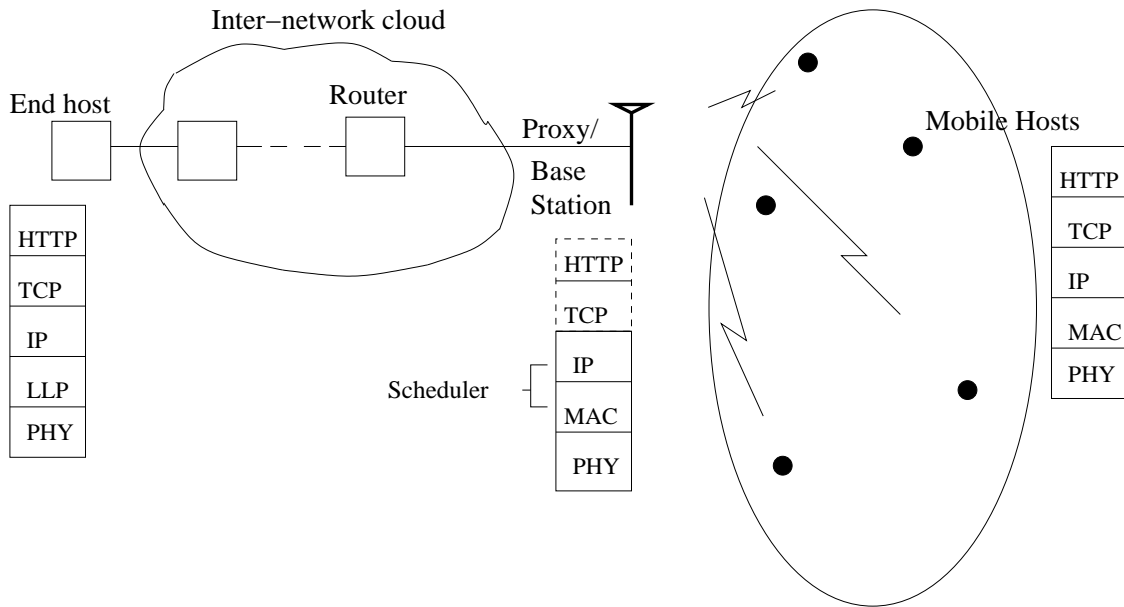 Inter−network cloud
End host
Router
Proxy/
Base
Station
Mobile Hosts
HTTP
TCP
IP
LLP
PHY
HTTP
TCP
IP
MAC
PHY
Scheduler
HTTP
TCP
IP
MAC
PHY